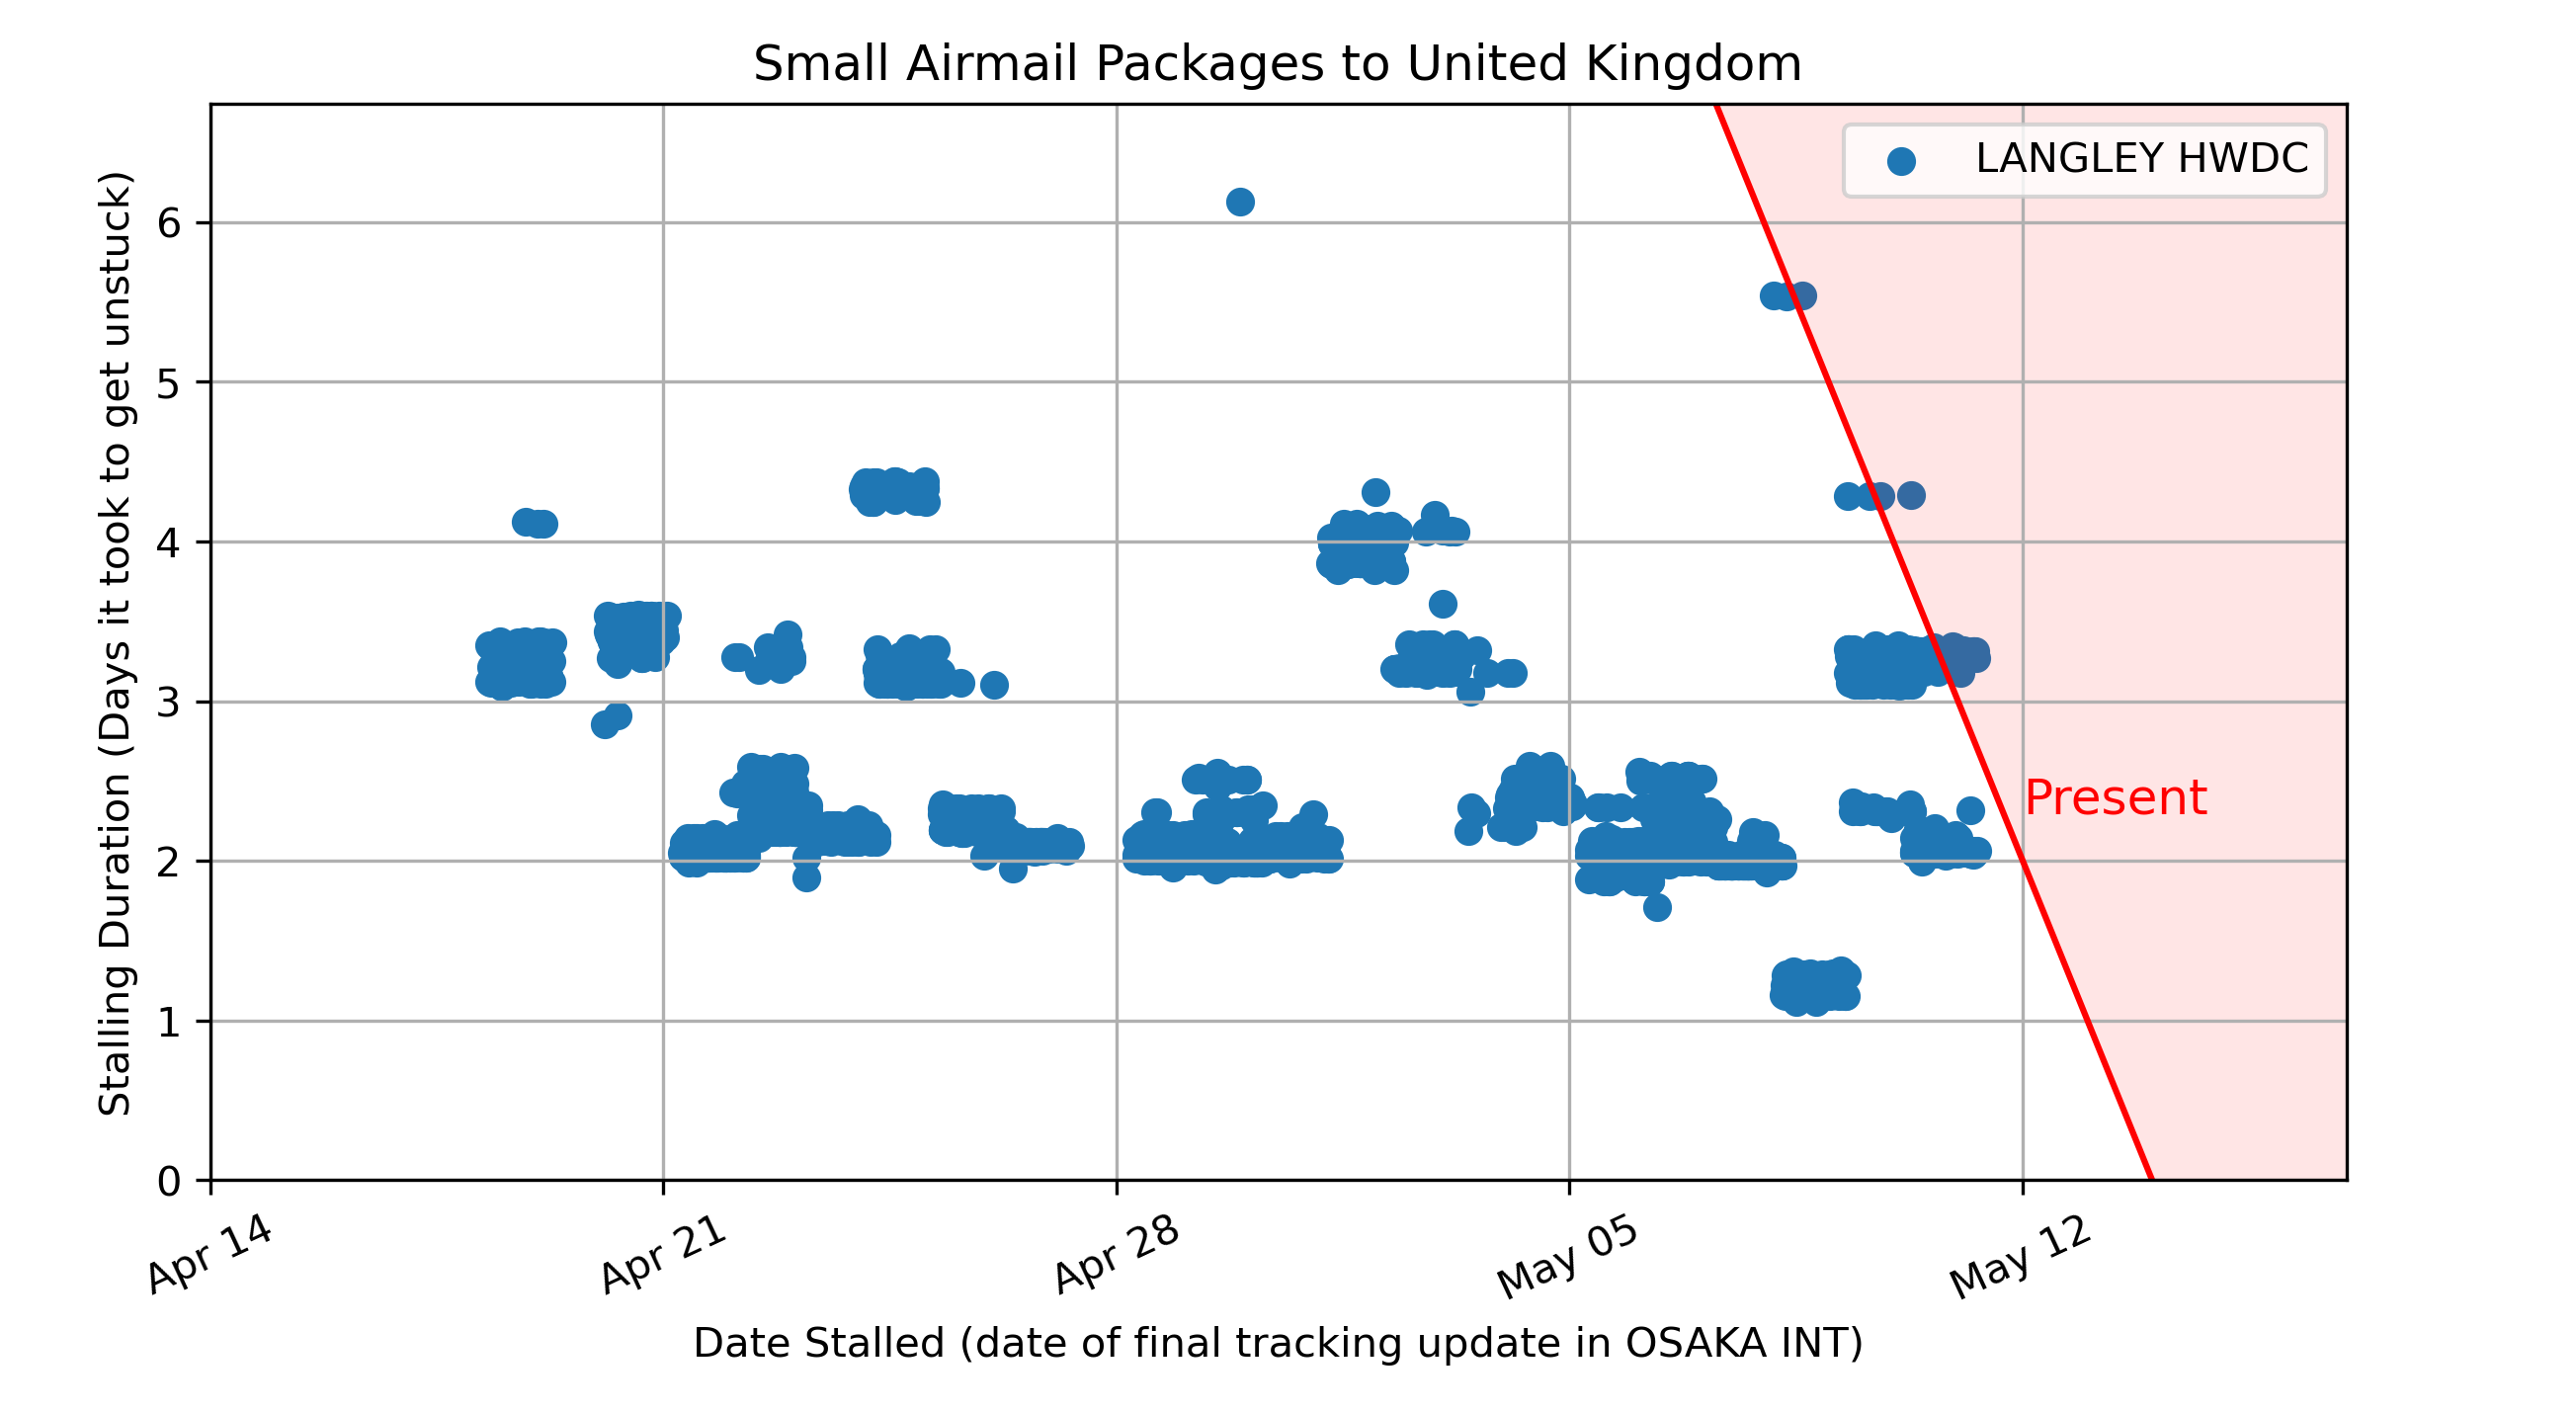 Small Airmail Packages to United Kingdom
LANGLEY HWDC
Stalling Duration (Days it took to get unstuck)
6
5
4
3
2
1
0
Present
Apr 14
Apr 21
Apr 28
May 05
May 12
Date Stalled (date of final tracking update in OSAKA INT)